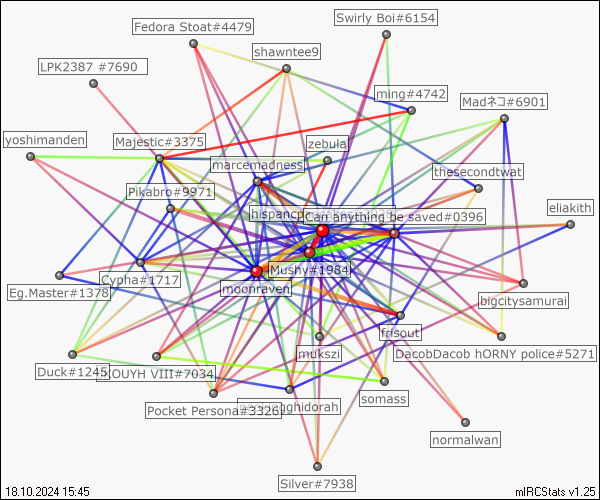 Swirly Boi#6154
Fedora Stoat#4479
shawntee9
LPK2387 #7690
ming#4742
Madネコ#6901
yoshimanden
Majestic#3375
zebula
marcemadness
thesecondtwat
Pikabro#9971
eliakith
hispancp
Can anything be saved#0396
Mushy#1984
Cypha#1717
moonraven
Eg.Master#1378
bigcitysamurai
frisout
mukszi
DacobDacob hORNY police#5271
Duck#1245
OUYH VIII#7034
somass
Pocket Persona#3326
gghidorah
normalwan
Silver#7938
18.10.2024 15:45
mIRCStats v1.25